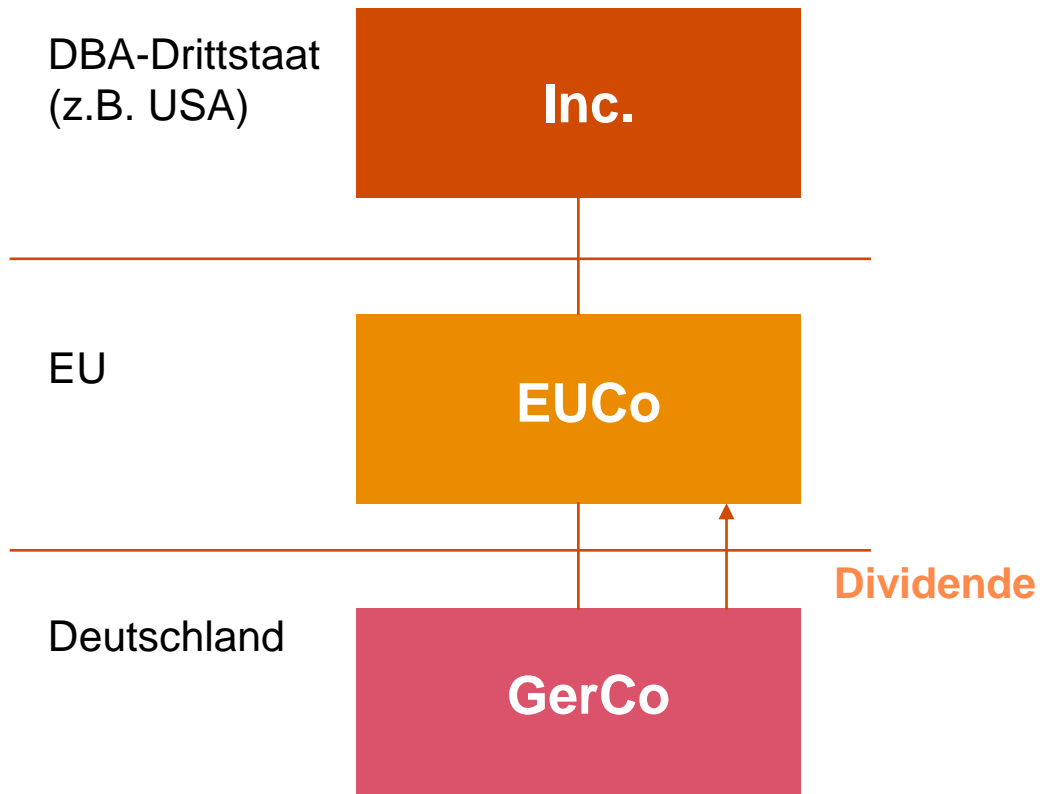 DBA-Drittstaat
(z.B. USA)
Inc.
EU
EUCo
Dividende
Deutschland
GerCo